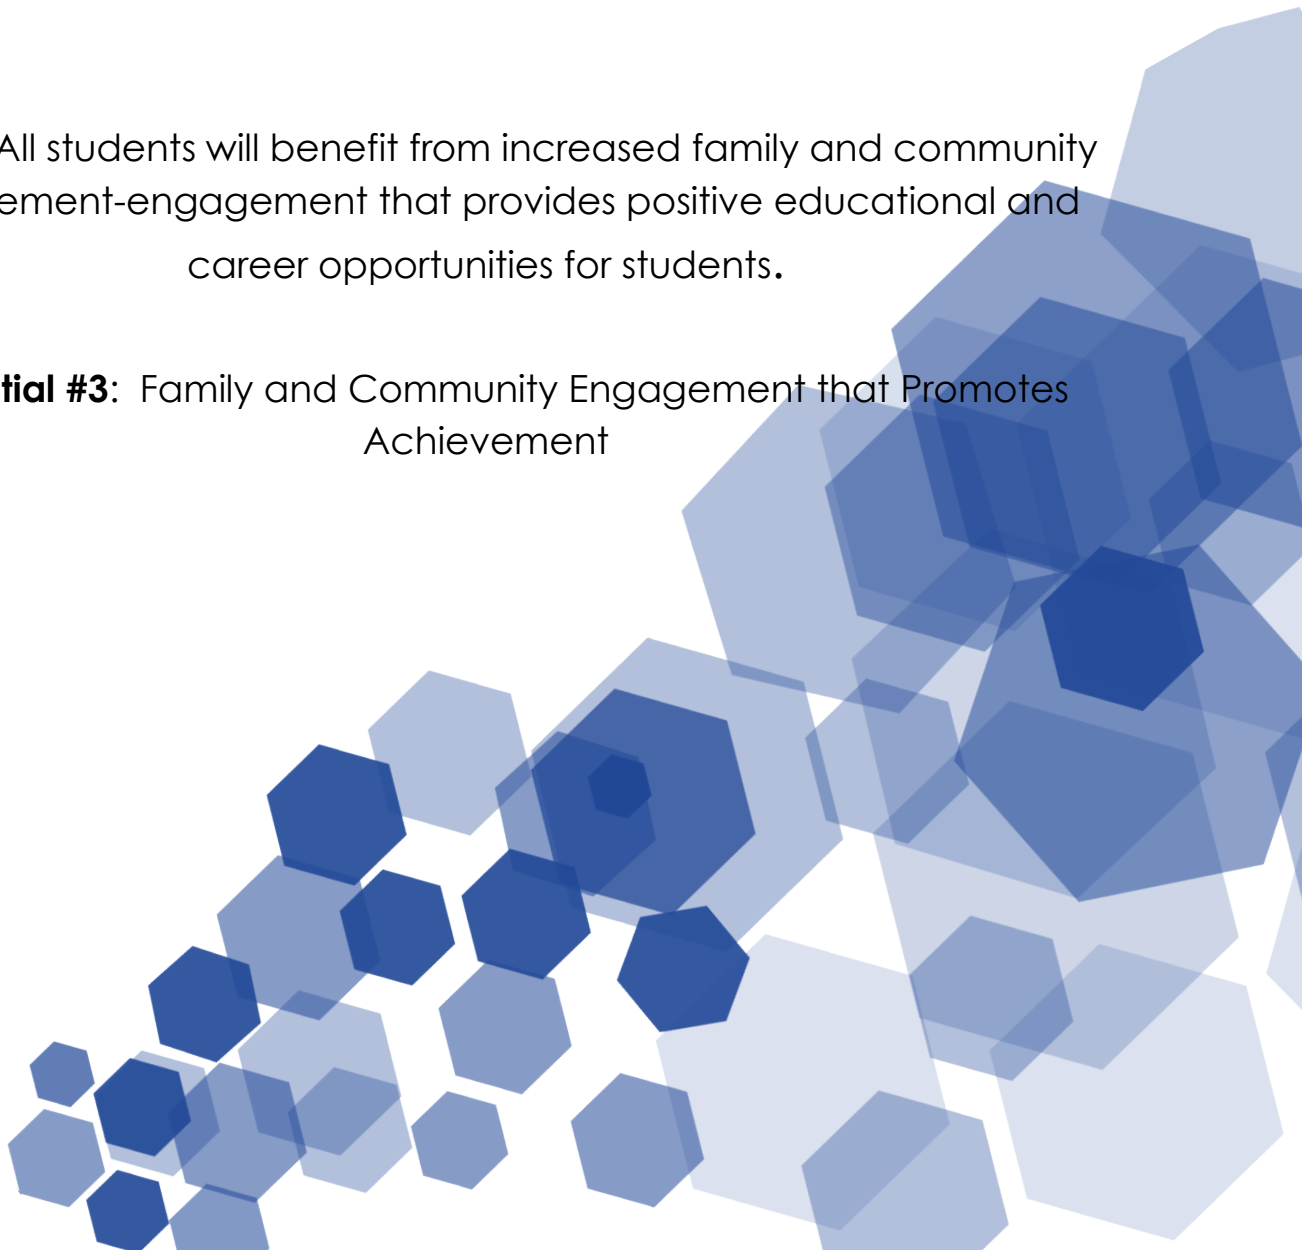 All students will benefit from increased family and community
ement-engagement that provides positive educational and
career opportunities for students.
tial #3: Family and Community Engagement that Promotes
Achievement